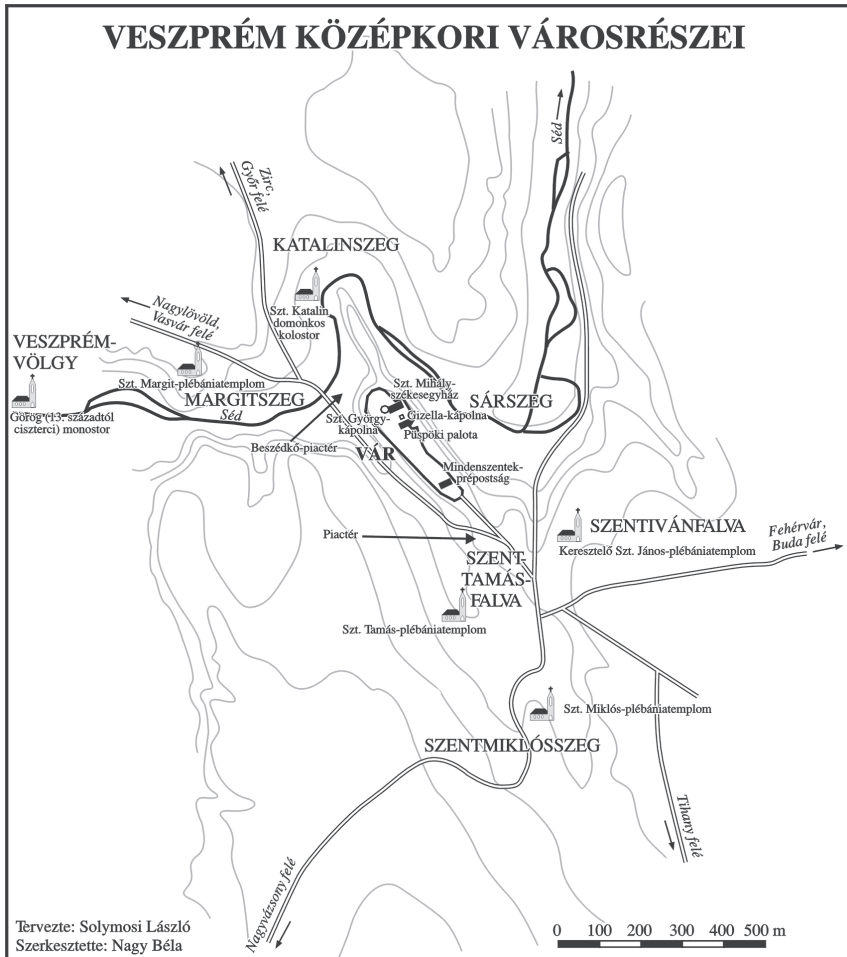 VESZPRÉM KÖZÉPKORI VÁROSRÉSZEI
Séd
Zirc,
Győr felé
KATALINSZEG
Szt. Katalin
domonkos
kolostor
Nagylövöld,
Vasvár felé
VESZPRÉM-
VÖLGY
Szt. Margit-plébániatemplom
MARGITSZEG
Séd
Görög (13. századtól
ciszterci) monostor
Beszédkő-piactér
Szt. Mihály-
székesegyház
Gizella-kápolna
Szt. György-
kápolna
Püspöki palota
VÁR
SÁRSZEG
Mindenszentek-
prépostság
Piactér
SZENT-
TAMÁS-
FALVA
SZENTIVÁNFALVA
Keresztelő Szt. János-plébániatemplom
Fehérvár,
Buda felé
Szt. Tamás-plébániatemplom
Szt. Miklós-plébániatemplom
SZENTMIKLÓSSZEG
Tihany felé
Nagyvázsony felé
Tervezte: Solymosi László
Szerkesztette: Nagy Béla
0 100 200 300 400 500 m